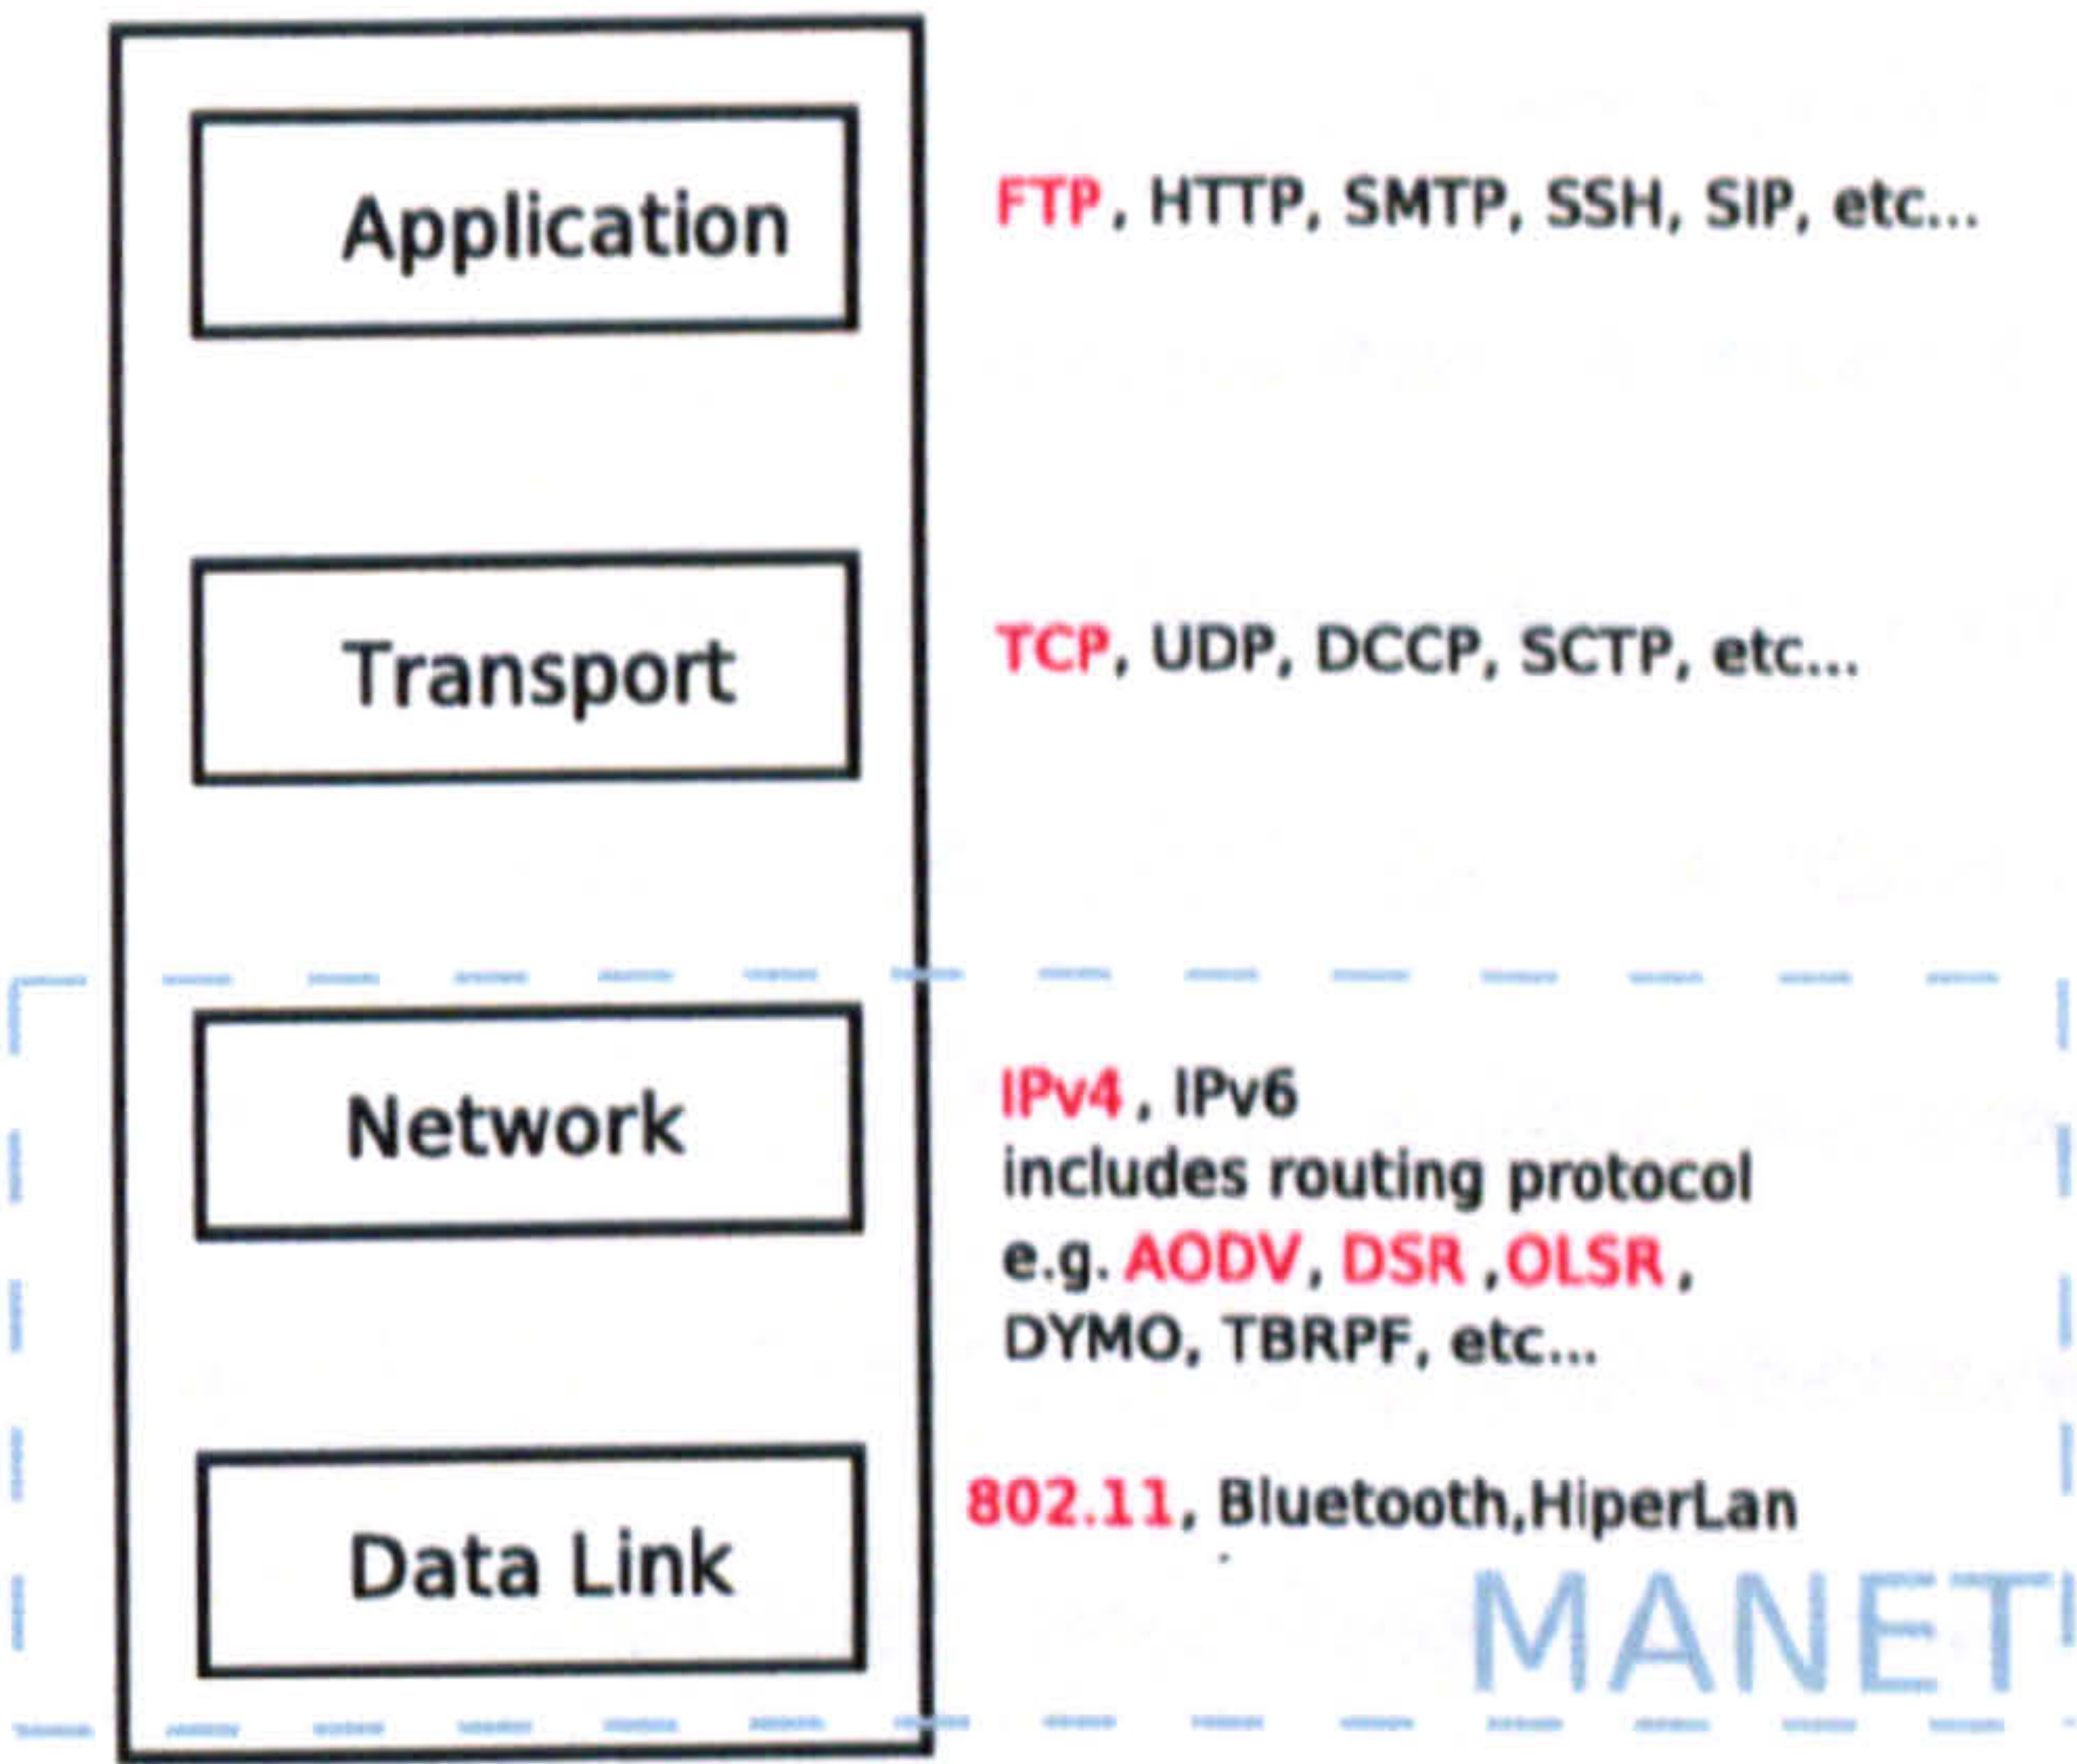 Application
FTP, HTTP, SMTP, SSH, SIP, etc...
Transport
TCP, UDP, DCCP, SCTP, etc...
Network
IPv4, IPv6
includes routing protocol
e.g. AODV, DSR ,OLSR,
DYMO, TBRPF, etc...
Data Link
802.11, Bluetooth,HiperLan
MANET